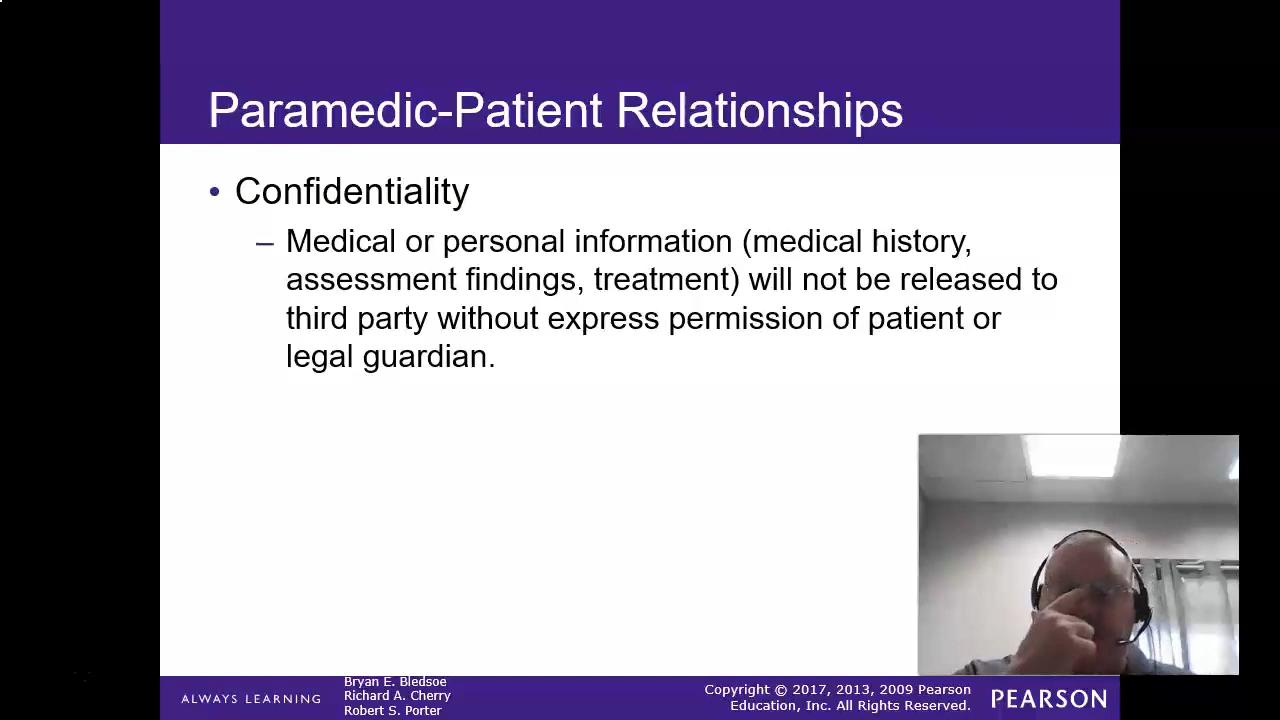 Paramedic-Patient Relationships
• Confidentiality
– Medical or personal information (medical history,
assessment findings, treatment) will not be released to
third party without express permission of patient or
legal guardian.
ALWAYS LEARNING
Bryan E. Bledsoe
Richard A. Cherry
Robert S. Porter
Copyright © 2017, 2013, 2009 Pearson
Education, Inc. All Rights Reserved.
PEARSON